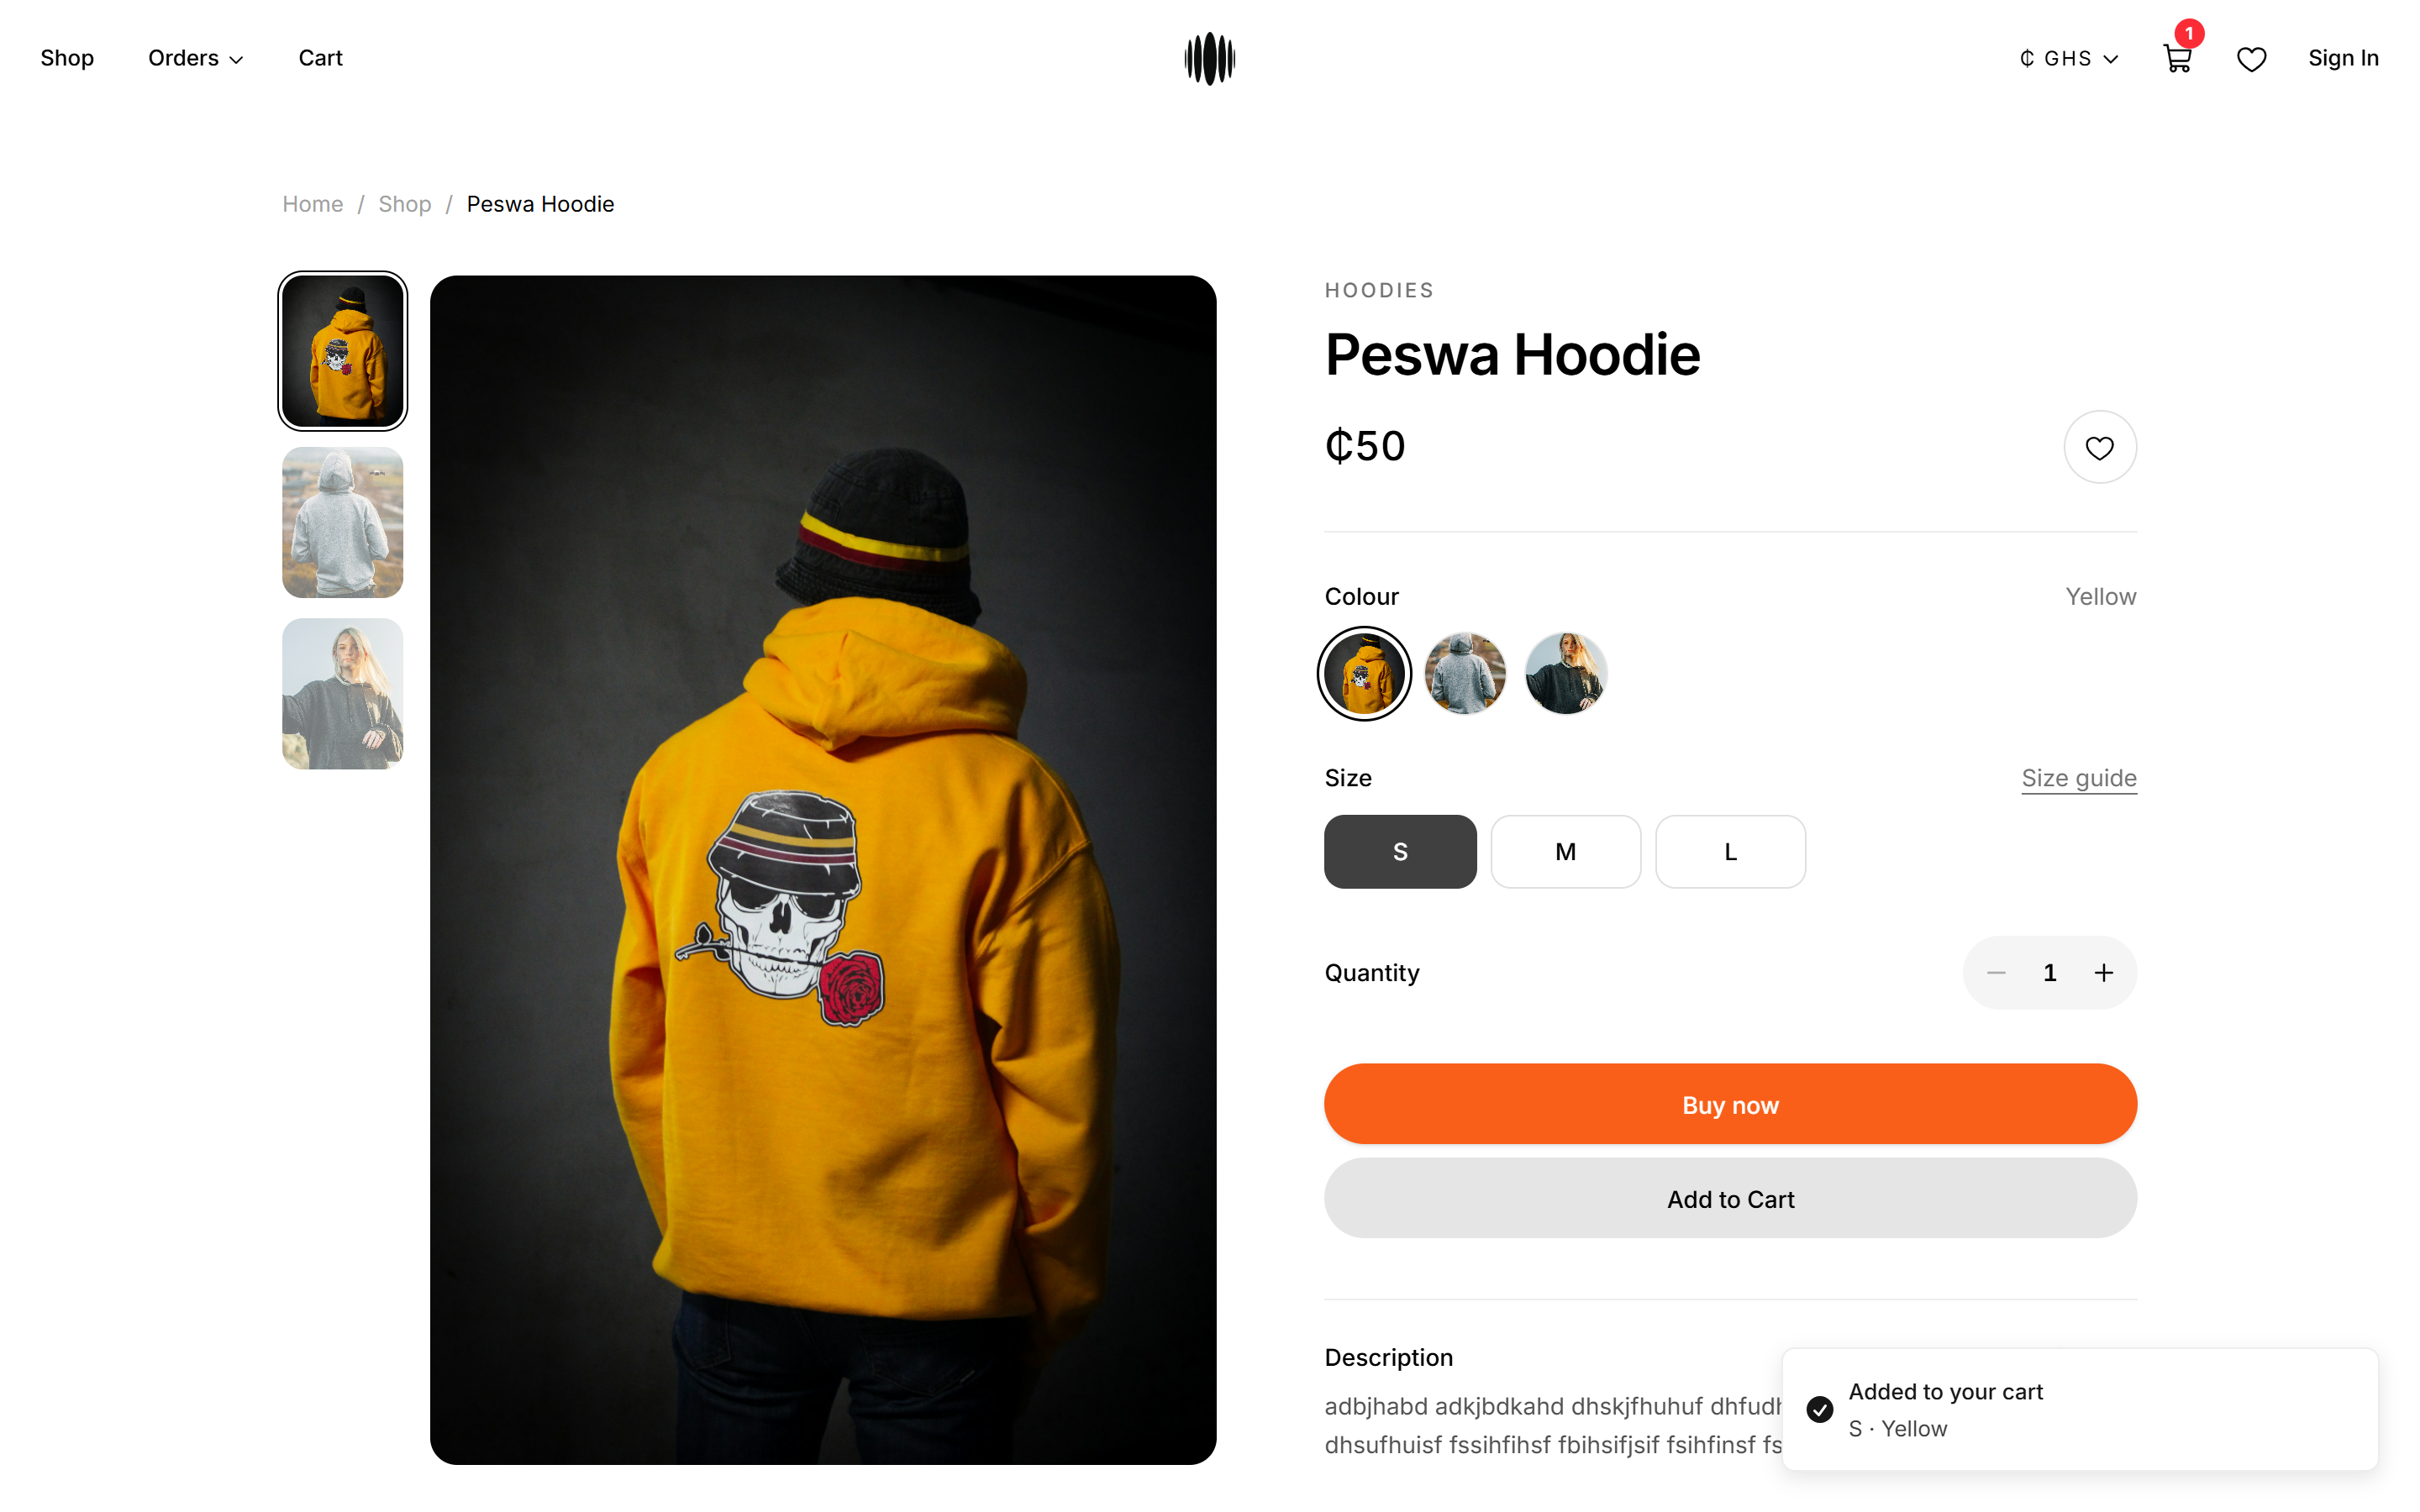 Shop Orders Cart ₵ GHS 1 Sign In
Home / Shop / Peswa Hoodie
HOODIES
Peswa Hoodie
₵50
Colour Yellow
Size Size guide
S M L
Quantity 1
Buy now
Add to Cart
Description
adbjhabd adkjbdkahd dhskjfhuhuf
dhsufhuisf fssihfihsf fbihsifjsif fsihfinsf
Added to your cart
S · Yellow